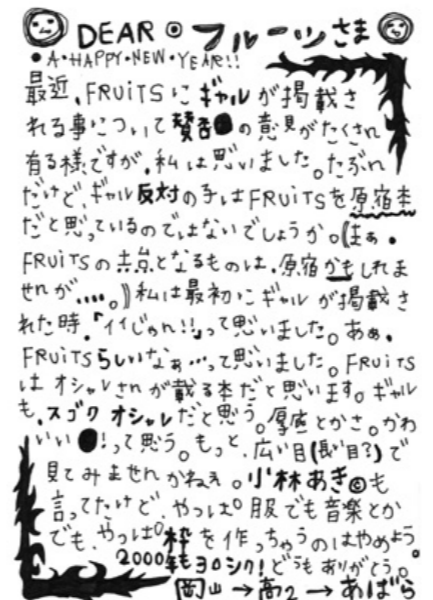 DEAR フルーツさま
A・HAPPY・NEW・YEAR!!
最近、FRUiTSにギャルが掲載さ
れる事について賛否●の意見がたくさん
有る様ですが、私は思いました。たぶん
だけど、ギャル反対の子はFRUiTSを原宿本
だと思っているのではないでしょうか。(まぁ・
FRUiTSの土台となるものは、原宿かもしれま
せんが....。)私は最初にギャルが掲載さ
れた時、「イイじゃん!!」って思いました。あぁ、
FRUiTSらしいなぁ…って思いました。FRUiTS
はオシャレさんが載る本だと思います。ギャル
も、スゴクオシャレだと思う。厚底とかさ。かわ
いい●!って思う。もっと、広い目(長い目?)で
見てみませんかねぇ。小林あき©も
言ってたけど、やっぱ。服でも音楽とか
でも、やっぱ。枠を作っちゃうのはやめよう。
2000年ヨロシク!どうもありがとう。
岡山→高2→あばら